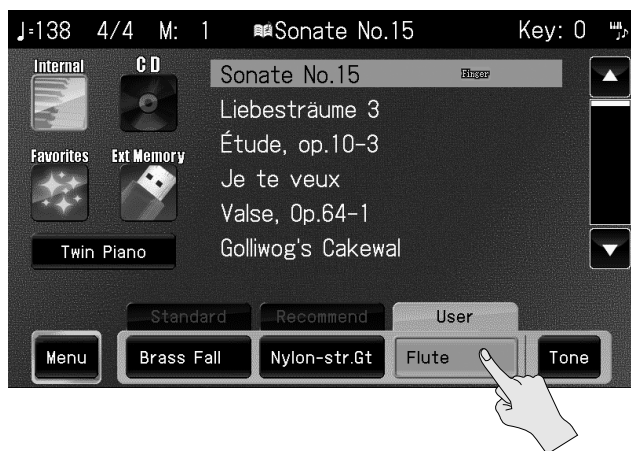 ♩=138 4/4 M: 1 Sonate No.15 Key: 0
Internal CD
Sonate No.15 Finger
Liebesträume 3
Étude, op.10-3
Favorites Ext Memory
Je te veux
Valse, Op.64-1
Twin Piano
Golliwog's Cakewal
Standard Recommend User
Menu Brass Fall Nylon-str.Gt Flute Tone